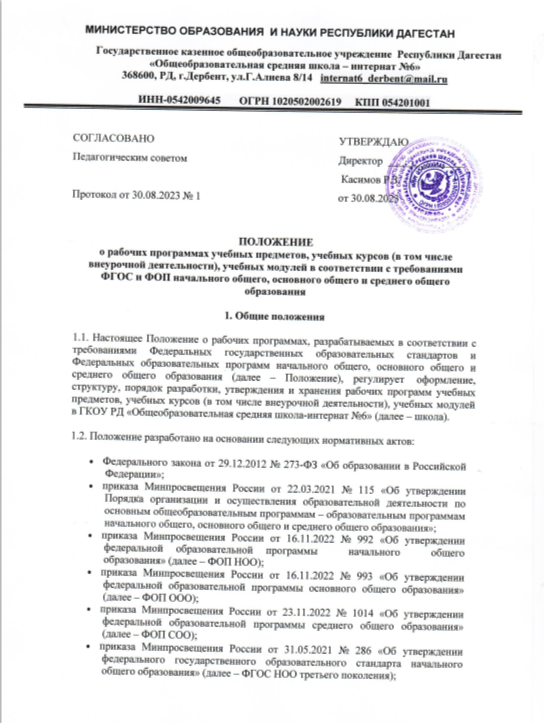 МИНИСТЕРСТВО ОБРАЗОВАНИЯ И НАУКИ РЕСПУБЛИКИ ДАГЕСТАН
Государственное казенное общеобразовательное учреждение Республики Дагестан
«Общеобразовательная средняя школа – интернат №6»
368600, РД, г.Дербент, ул.Г.Алиева 8/14 internat6_derbent@mail.ru
ИНН-0542009645 ОГРН 1020502002619 КПП 054201001
СОГЛАСОВАНО УТВЕРЖДАЮ
Педагогическим советом Директор
Касимов Р.З.
Протокол от 30.08.2023 № 1 от 30.08.2023
ПОЛОЖЕНИЕ
о рабочих программах учебных предметов, учебных курсов (в том числе
внеурочной деятельности), учебных модулей в соответствии с требованиями
ФГОС и ФОП начального общего, основного общего и среднего общего
образования
1. Общие положения
1.1. Настоящее Положение о рабочих программах, разрабатываемых в соответствии с
требованиями Федеральных государственных образовательных стандартов и
Федеральных образовательных программ начального общего, основного общего и
среднего общего образования (далее – Положение), регулирует оформление,
структуру, порядок разработки, утверждения и хранения рабочих программ учебных
предметов, учебных курсов (в том числе внеурочной деятельности), учебных модулей
в ГКОУ РД «Общеобразовательная средняя школа-интернат №6» (далее – школа).
1.2. Положение разработано на основании следующих нормативных актов:
• Федерального закона от 29.12.2012 № 273-ФЗ «Об образовании в Российской
Федерации»;
• приказа Минпросвещения России от 22.03.2021 № 115 «Об утверждении
Порядка организации и осуществления образовательной деятельности по
основным общеобразовательным программам – образовательным программам
начального общего, основного общего и среднего общего образования»;
• приказа Минпросвещения России от 16.11.2022 № 992 «Об утверждении
федеральной образовательной программы начального общего
образования» (далее – ФОП НОО);
• приказа Минпросвещения России от 16.11.2022 № 993 «Об утверждении
федеральной образовательной программы основного общего образования»
(далее – ФОП ООО);
• приказа Минпросвещения России от 23.11.2022 № 1014 «Об утверждении
федеральной образовательной программы среднего общего образования»
(далее – ФОП СОО);
• приказа Минпросвещения России от 31.05.2021 № 286 «Об утверждении
федерального государственного образовательного стандарта начального
общего образования» (далее – ФГОС НОО третьего поколения);